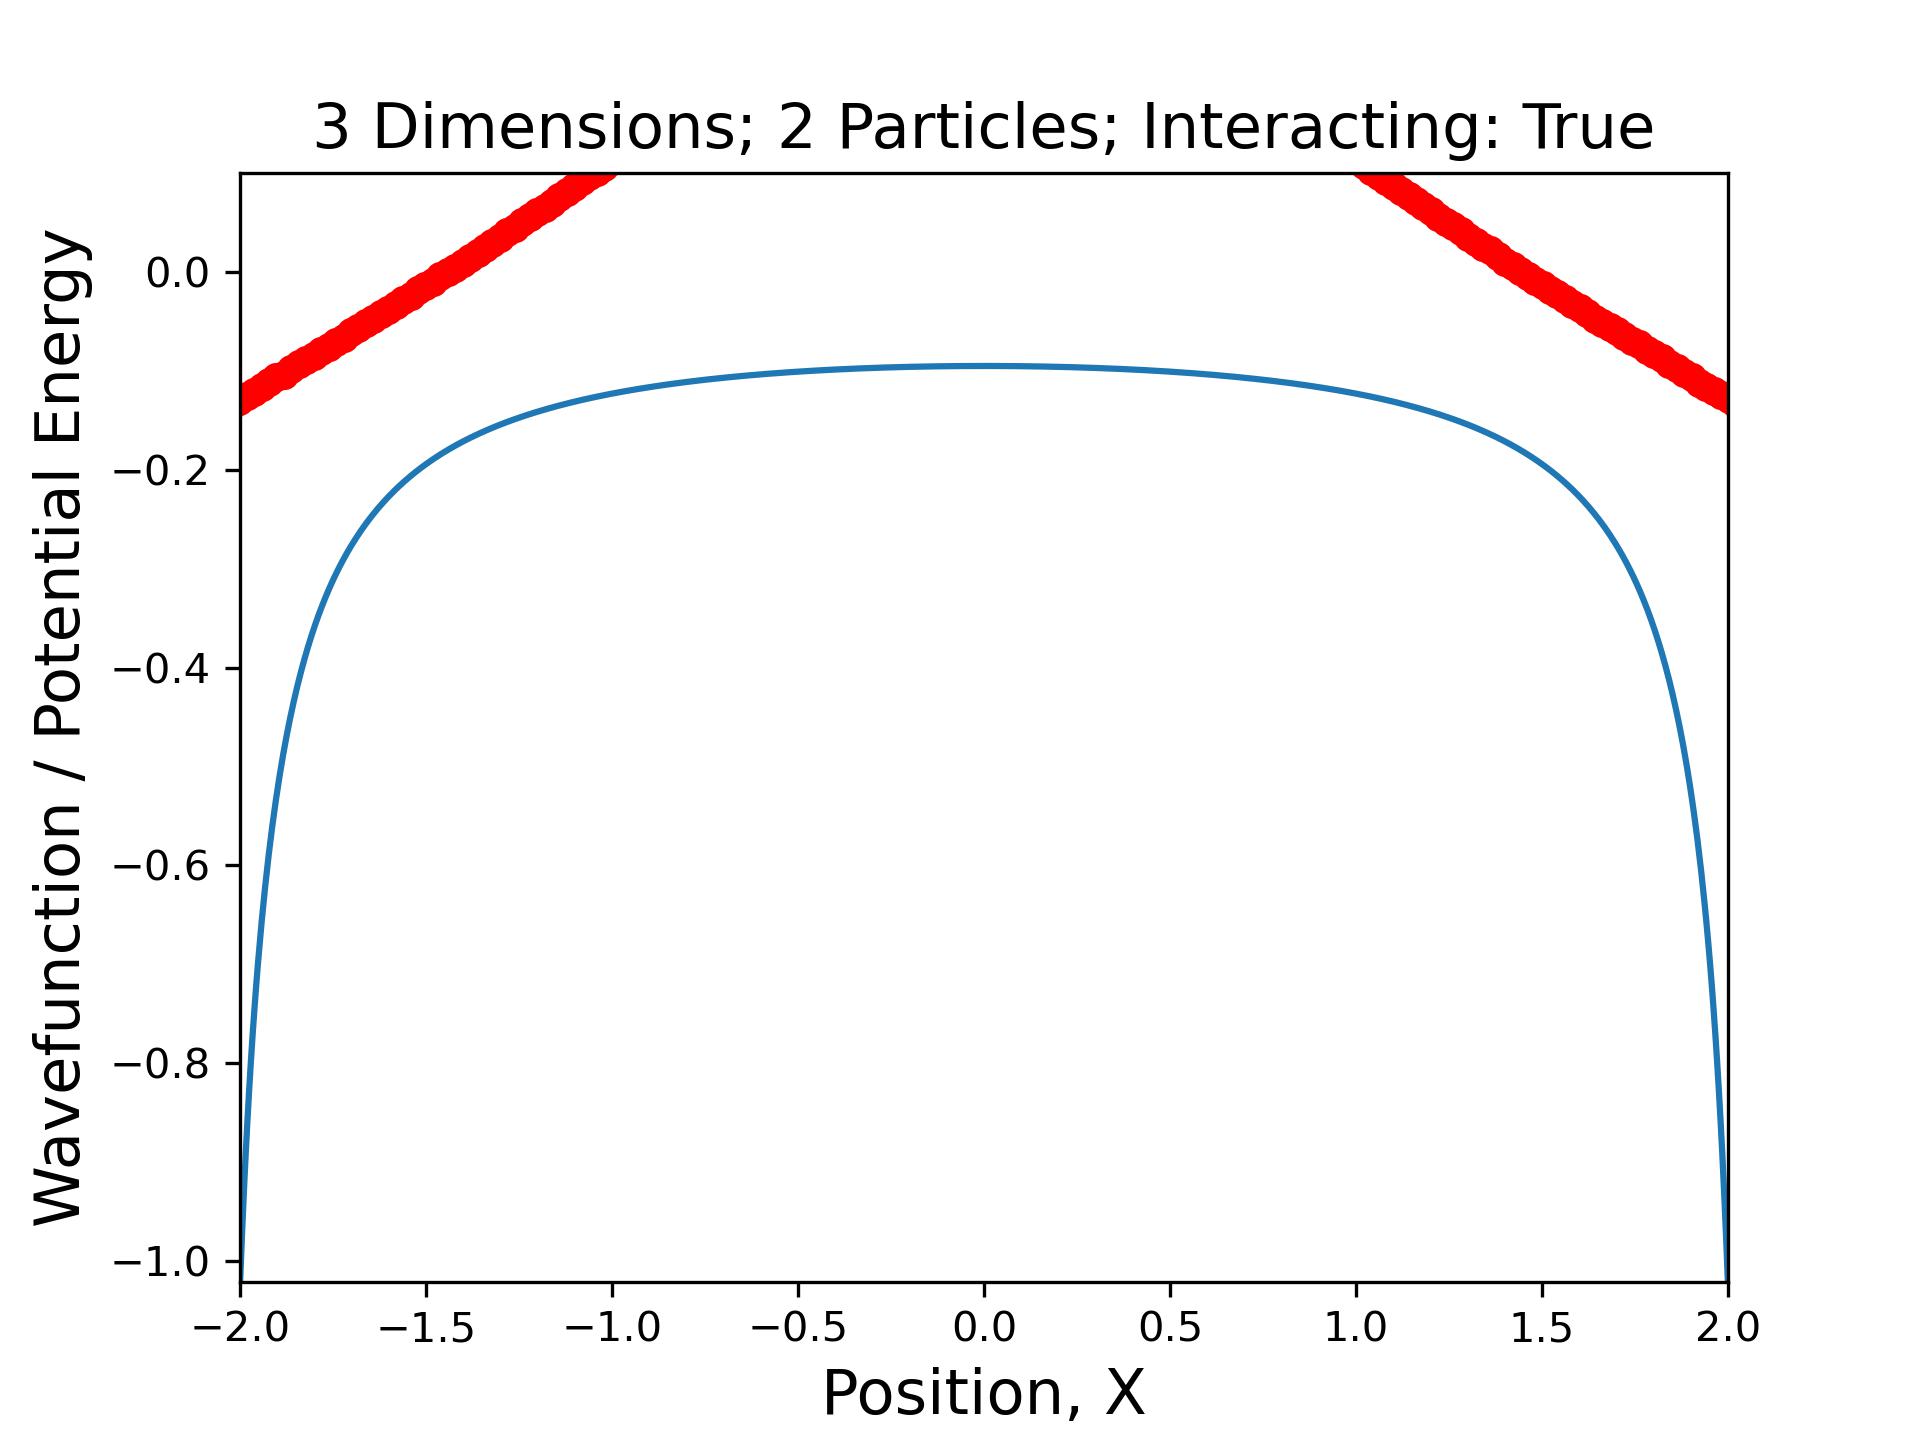 3 Dimensions; 2 Particles; Interacting: True
Wavefunction / Potential Energy
0.0
−0.2
−0.4
−0.6
−0.8
−1.0
−2.0 −1.5 −1.0 −0.5 0.0 0.5 1.0 1.5 2.0
Position, X